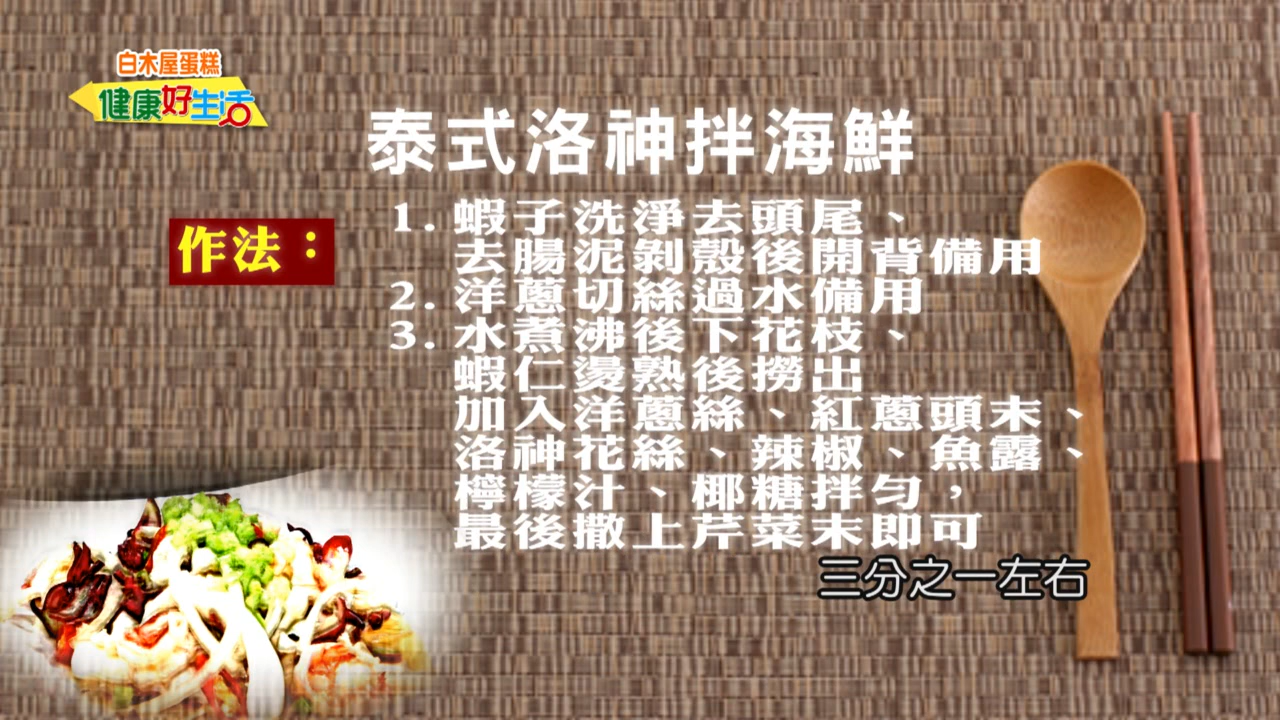 白木屋蛋糕
健康好生活
泰式洛神拌海鮮
作法：
1. 蝦子洗淨去頭尾、
去腸泥剝殼後開背備用
2. 洋蔥切絲過水備用
3. 水煮沸後下花枝、
蝦仁燙熟後撈出
加入洋蔥絲、紅蔥頭末、
洛神花絲、辣椒、魚露、
檸檬汁、椰糖拌勻，
最後撒上芹菜末即可
三分之一左右